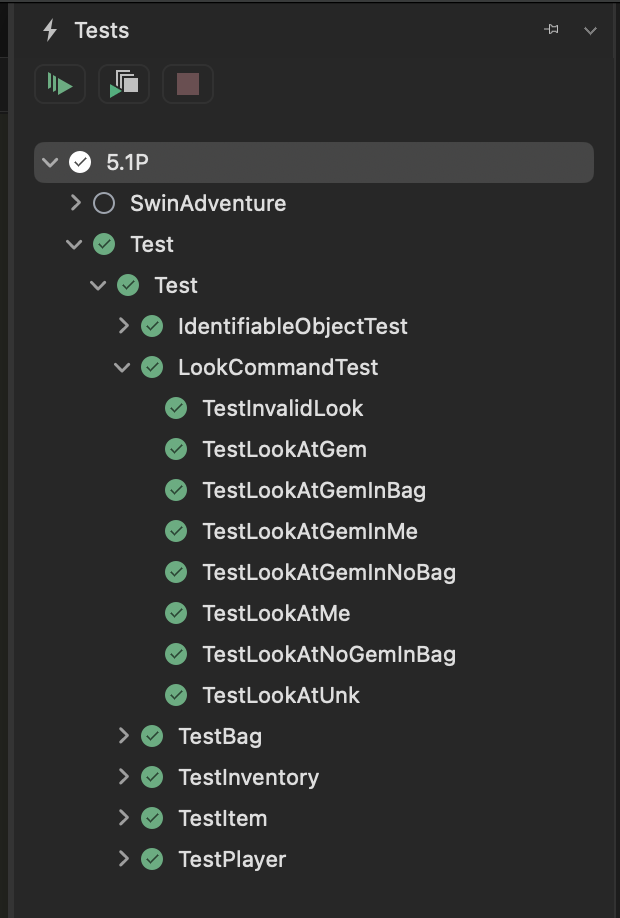 Tests
5.1P
SwinAdventure
Test
Test
IdentifiableObjectTest
LookCommandTest
TestInvalidLook
TestLookAtGem
TestLookAtGemInBag
TestLookAtGemInMe
TestLookAtGemInNoBag
TestLookAtMe
TestLookAtNoGemInBag
TestLookAtUnk
TestBag
TestInventory
TestItem
TestPlayer